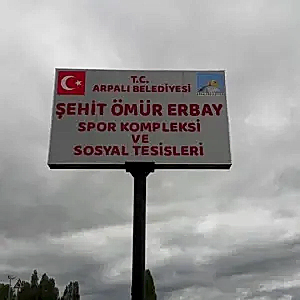 T.C.
ARPALI BELEDİYESİ
ŞEHİT ÖMÜR ERBAY
SPOR KOMPLEKSİ
VE
SOSYAL TESİSLERİ